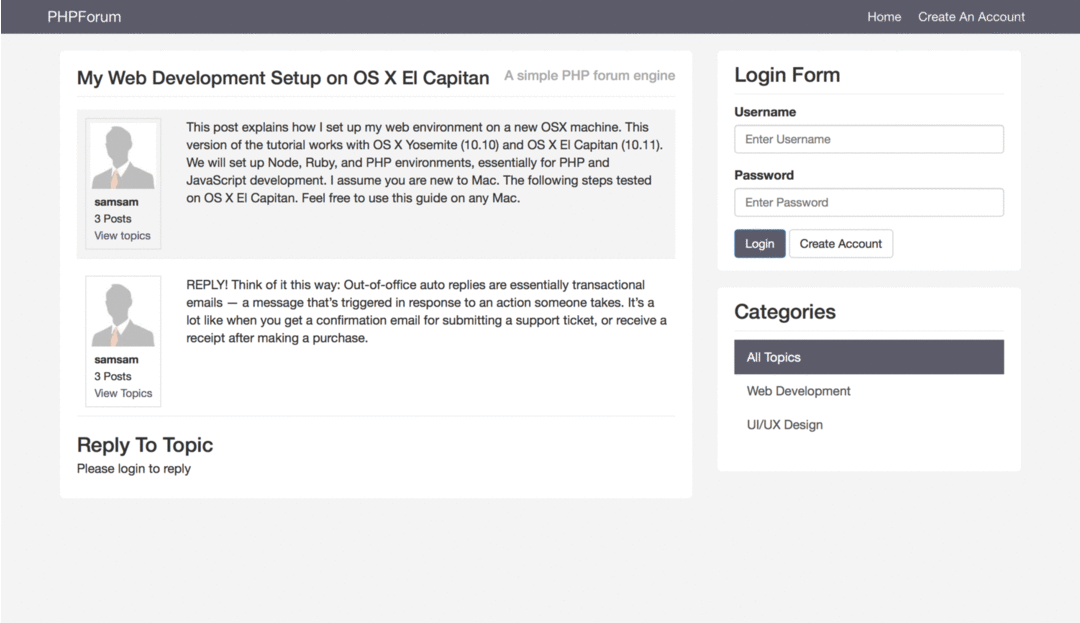 PHPForum
Home
Create An Account
My Web Development Setup on OS X El Capitan
A simple PHP forum engine
This post explains how I set up my web environment on a new OSX machine. This
version of the tutorial works with OS X Yosemite (10.10) and OS X El Capitan (10.11).
We will set up Node, Ruby, and PHP environments, essentially for PHP and
JavaScript development. I assume you are new to Mac. The following steps tested
on OS X El Capitan. Feel free to use this guide on any Mac.
samsam
3 Posts
View topics
REPLY! Think of it this way: Out-of-office auto replies are essentially transactional
emails — a message that’s triggered in response to an action someone takes. It’s a
lot like when you get a confirmation email for submitting a support ticket, or receive a
receipt after making a purchase.
samsam
3 Posts
View Topics
Reply To Topic
Please login to reply
Login Form
Username
Enter Username
Password
Enter Password
Login
Create Account
Categories
All Topics
Web Development
UI/UX Design